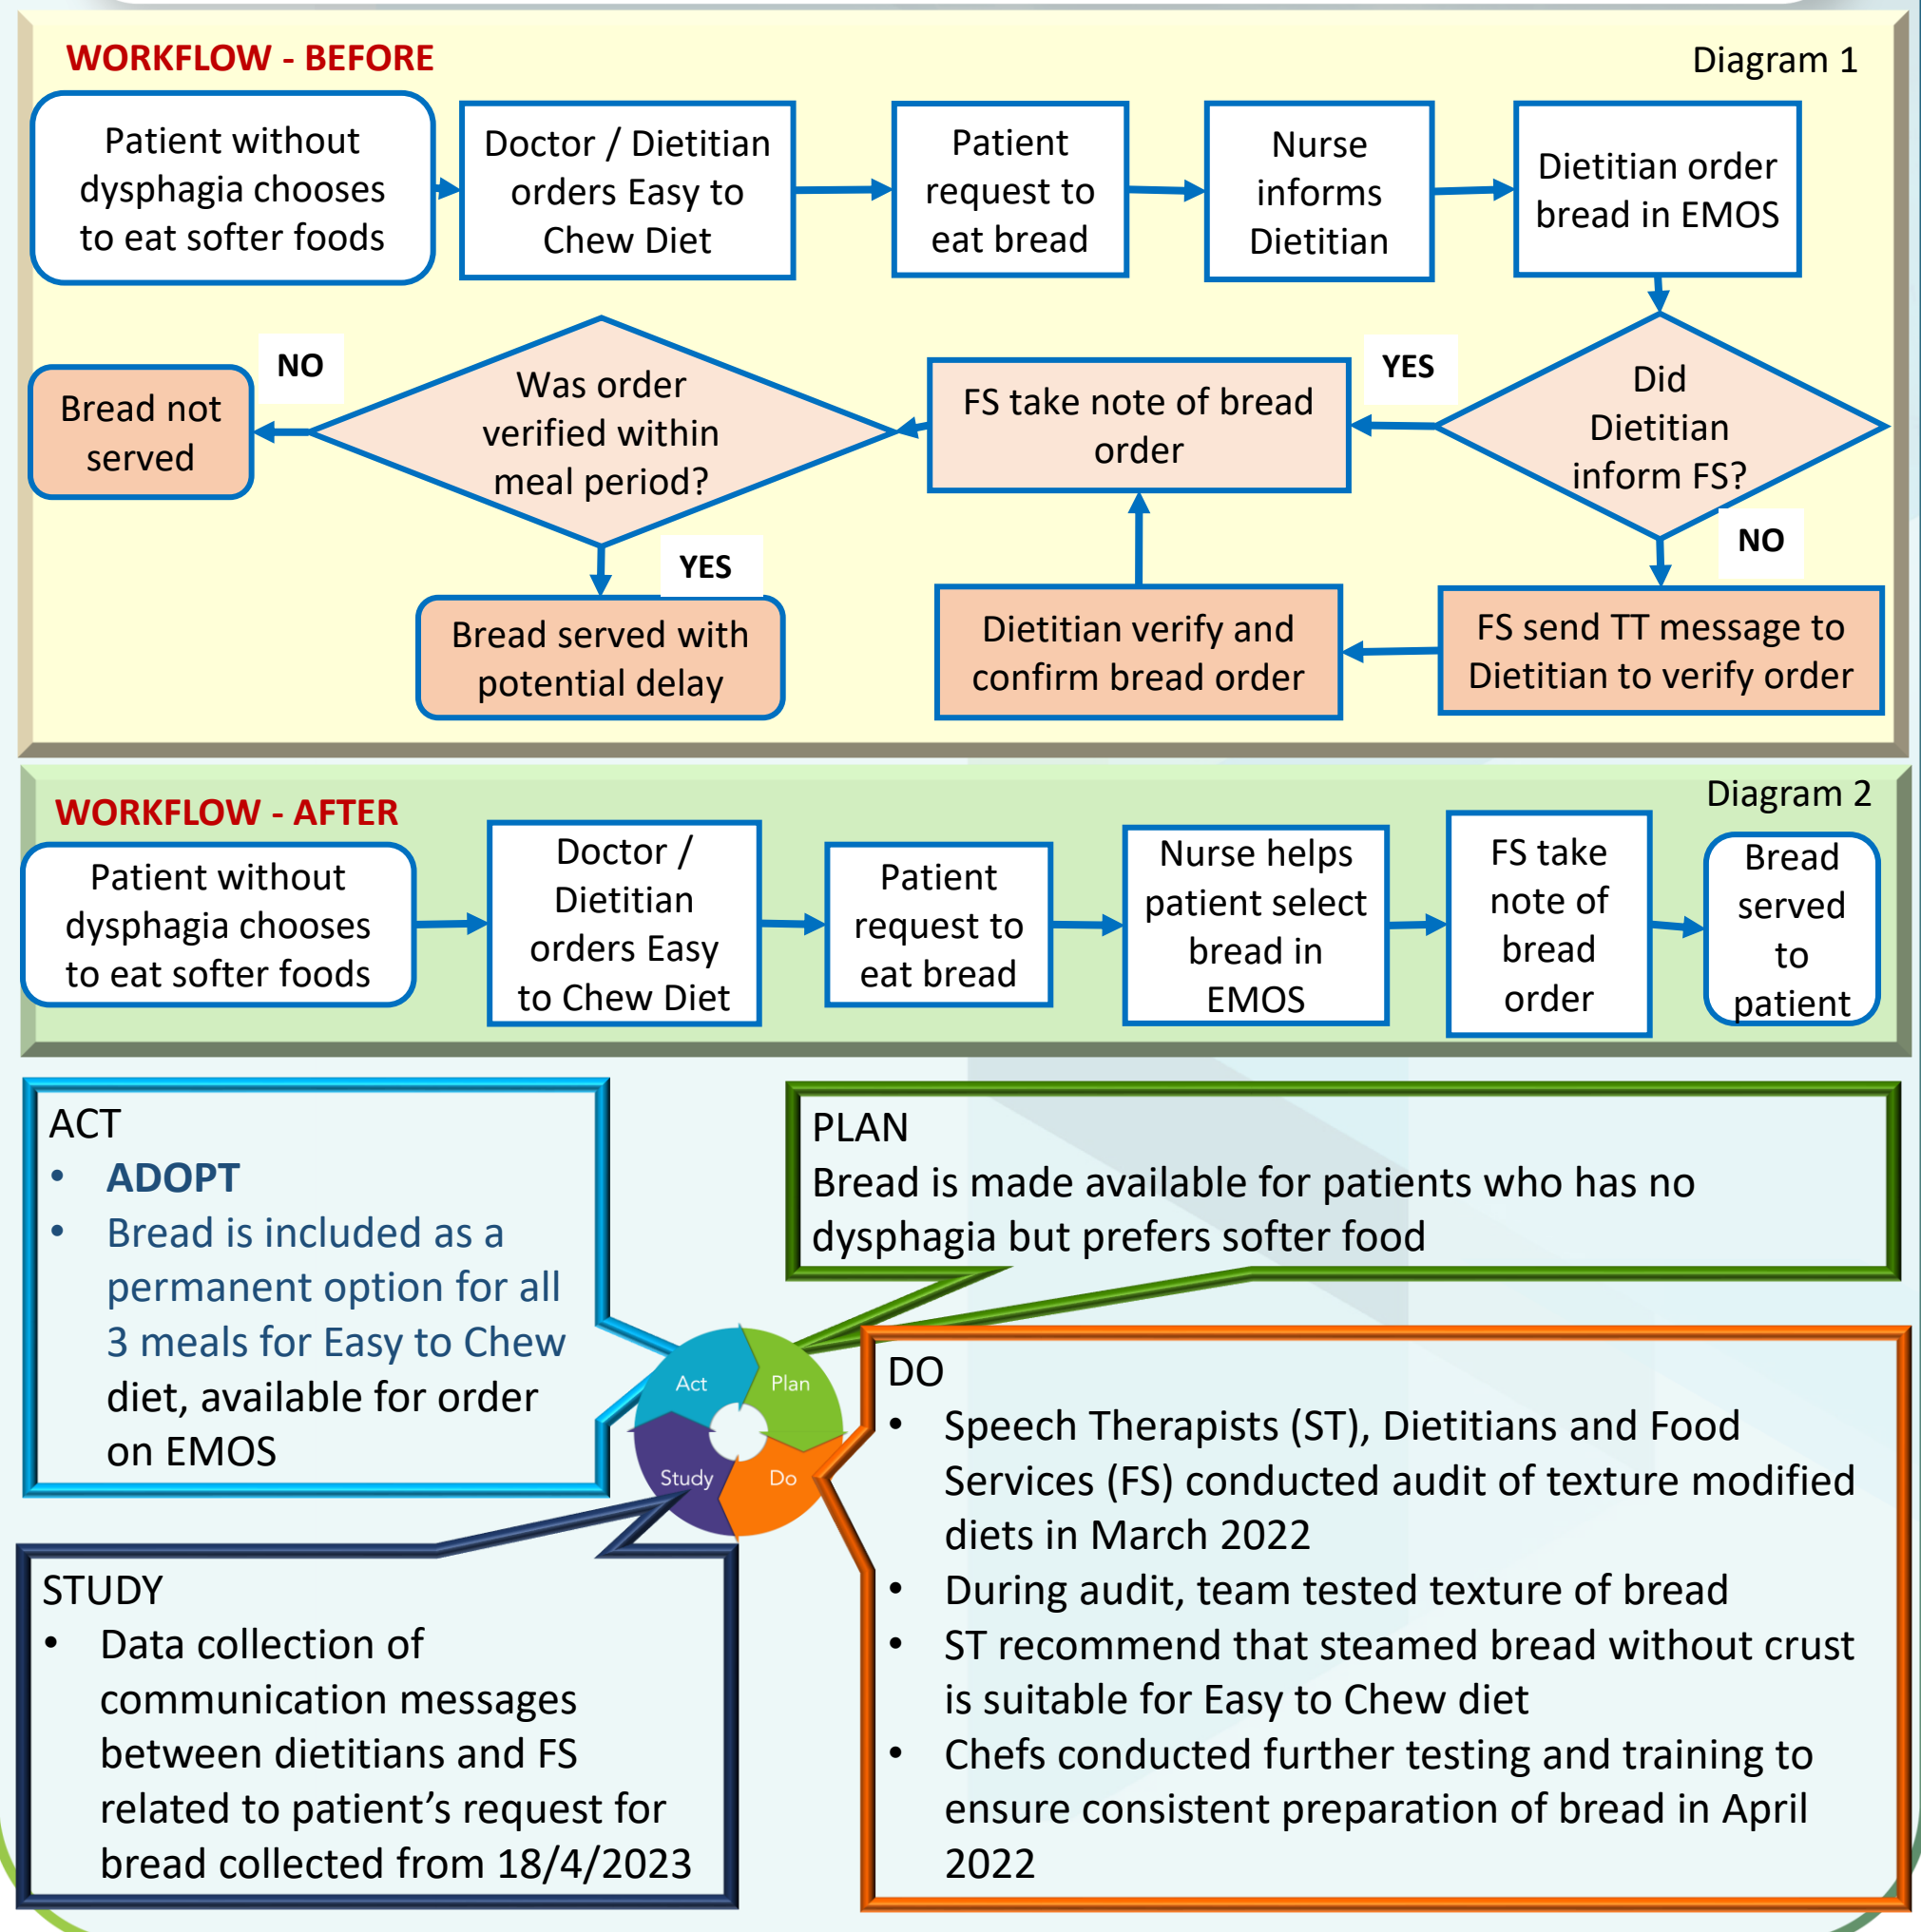 WORKFLOW - BEFORE
Diagram 1
Patient without
dysphagia chooses
to eat softer foods
Doctor / Dietitian
orders Easy to
Chew Diet
Patient
request to
eat bread
Nurse
informs
Dietitian
Dietitian order
bread in EMOS
Did
Dietitian
inform FS?
YES
NO
FS take note of bread
order
FS send TT message to
Dietitian to verify order
Dietitian verify and
confirm bread order
Was order
verified within
meal period?
NO
Bread not
served
YES
Bread served with
potential delay
WORKFLOW - AFTER
Diagram 2
Patient without
dysphagia chooses
to eat softer foods
Doctor /
Dietitian
orders Easy
to Chew Diet
Patient
request to
eat bread
Nurse helps
patient select
bread in
EMOS
FS take
note of
bread
order
Bread
served
to
patient
ACT
• ADOPT
• Bread is included as a
permanent option for all
3 meals for Easy to Chew
diet, available for order
on EMOS
PLAN
Bread is made available for patients who has no
dysphagia but prefers softer food
Act
Plan
Study
Do
DO
• Speech Therapists (ST), Dietitians and Food
Services (FS) conducted audit of texture modified
diets in March 2022
• During audit, team tested texture of bread
• ST recommend that steamed bread without crust
is suitable for Easy to Chew diet
• Chefs conducted further testing and training to
ensure consistent preparation of bread in April
2022
STUDY
• Data collection of
communication messages
between dietitians and FS
related to patient’s request for
bread collected from 18/4/2023